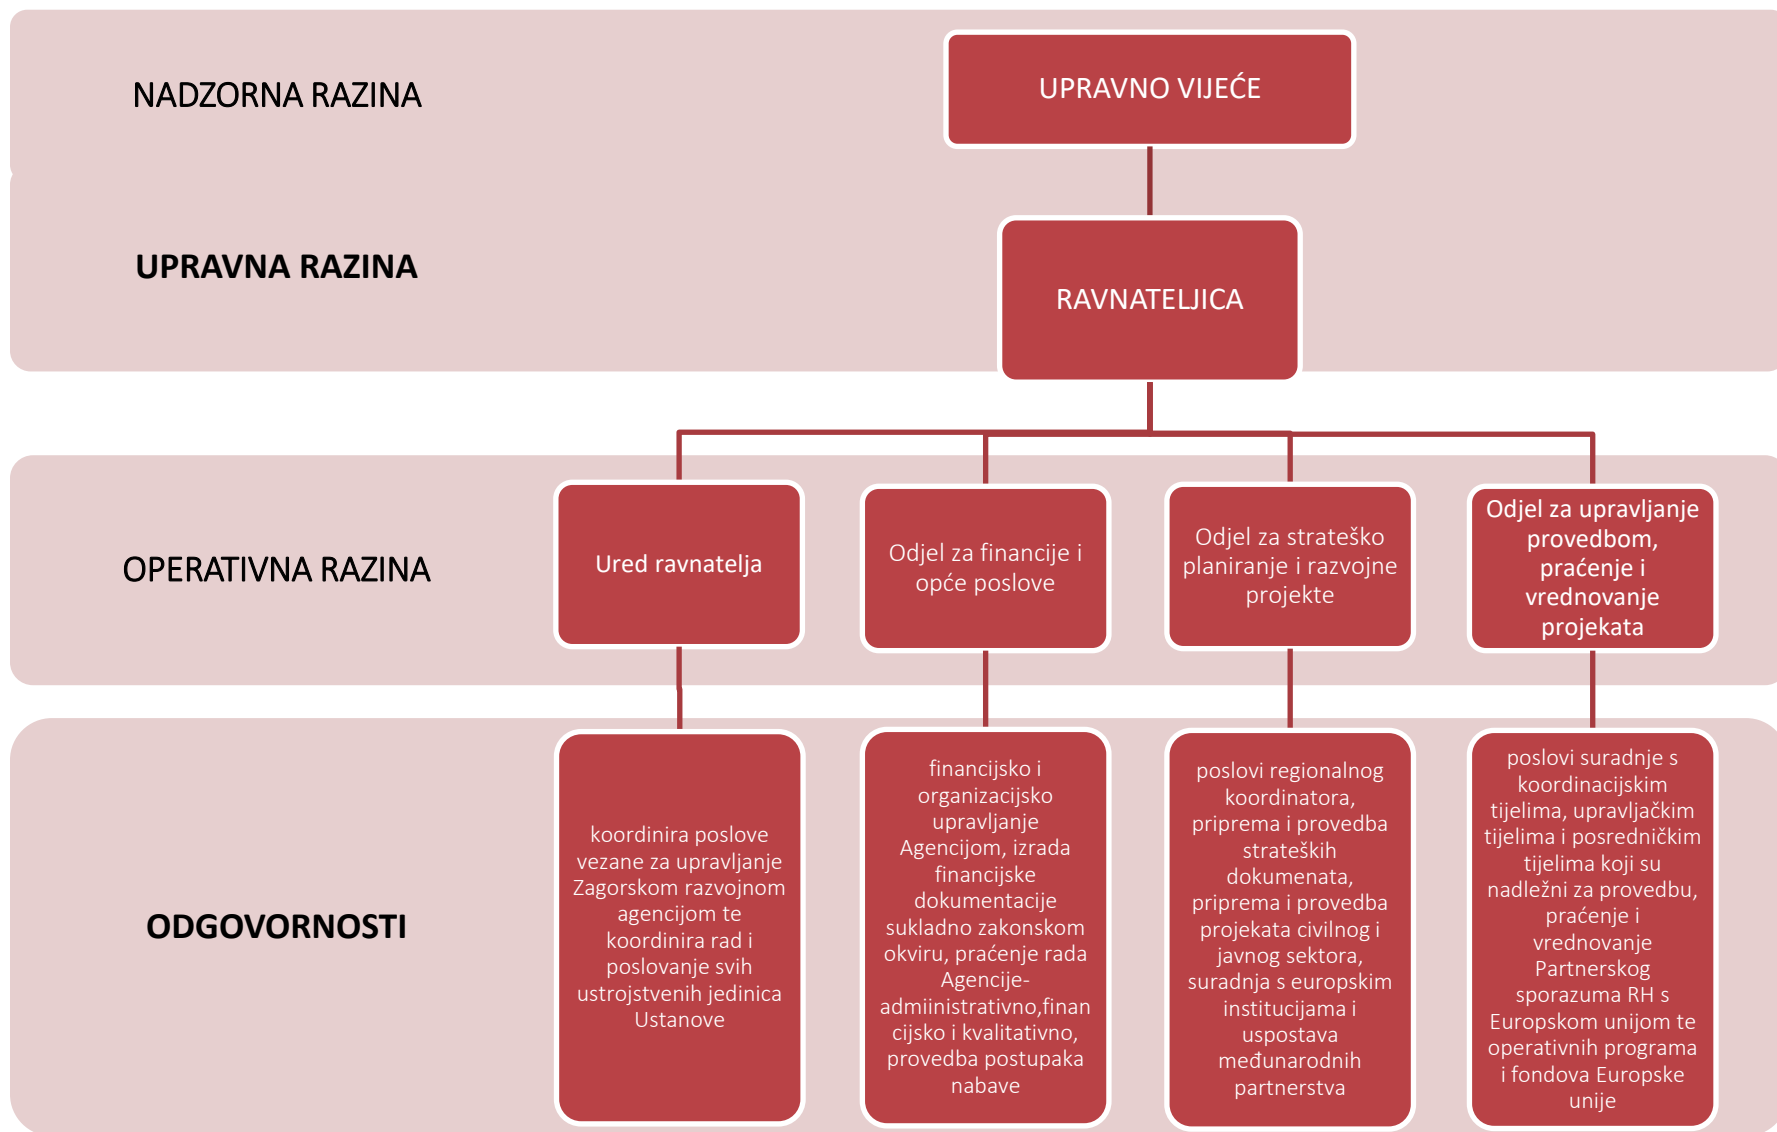 NADZORNA RAZINA
UPRAVNO VIJEĆE
UPRAVNA RAZINA
RAVNATELJICA
OPERATIVNA RAZINA
Ured ravnatelja
Odjel za financije i
opće poslove
Odjel za strateško
planiranje i razvojne
projekte
Odjel za upravljanje
provedbom,
praćenje i
vrednovanje
projekata
ODGOVORNOSTI
koordinira poslove
vezane za upravljanje
Zagorskom razvojnom
agencijom te
koordinira rad i
poslovanje svih
ustrojstvenih jedinica
Ustanove
financijsko i
organizacijsko
upravljanje
Agencijom, izrada
financijske
dokumentacije
sukladno zakonskom
okviru, praćenje rada
Agencije-
admiinistrativno,finan
cijsko i kvalitativno,
provedba postupaka
nabave
poslovi regionalnog
koordinatora,
priprema i provedba
strateških
dokumenata,
priprema i provedba
projekata civilnog i
javnog sektora,
suradnja s europskim
institucijama i
uspostava
međunarodnih
partnerstva
poslovi suradnje s
koordinacijskim
tijelima, upravljačkim
tijelima i posredničkim
tijelima koji su
nadležni za provedbu,
praćenje i
vrednovanje
Partnerskog
sporazuma RH s
Europskom unijom te
operativnih programa
i fondova Europske
unije